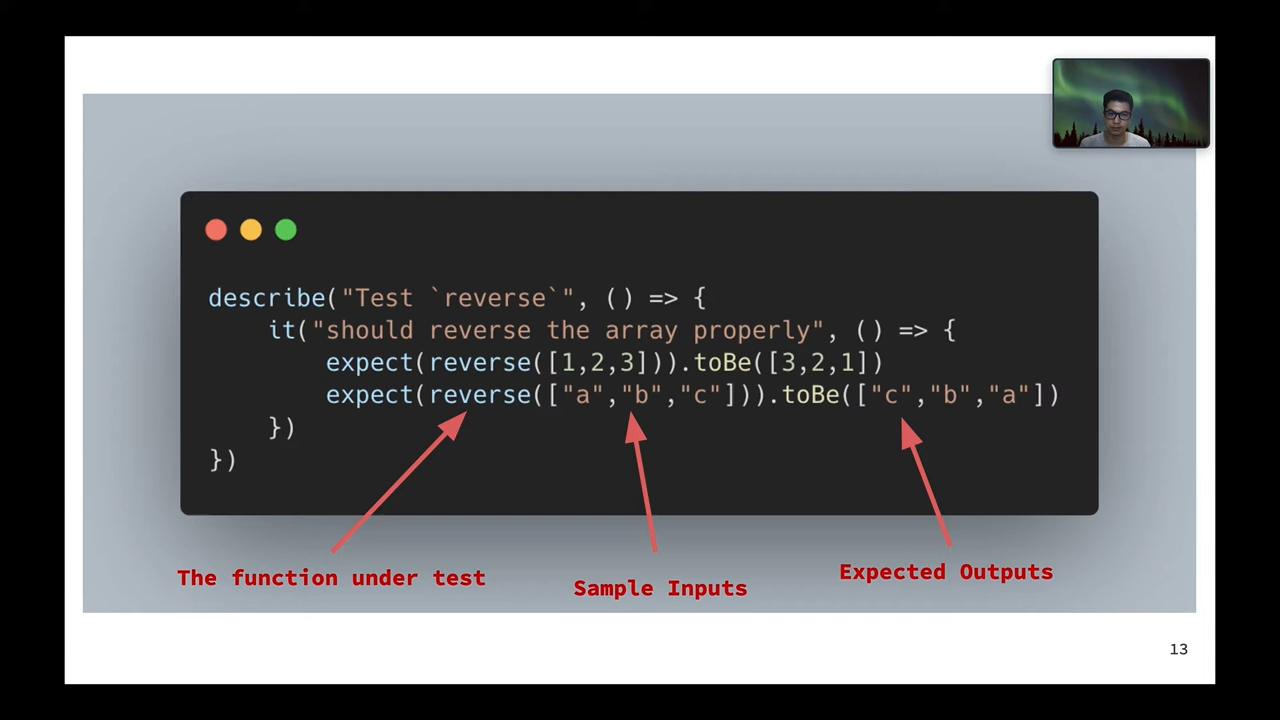 describe("Test `reverse`", () => {
    it("should reverse the array properly", () => {
        expect(reverse([1,2,3])).toBe([3,2,1])
        expect(reverse(["a","b","c"])).toBe(["c","b","a"])
    })
})
The function under test
Sample Inputs
Expected Outputs
13